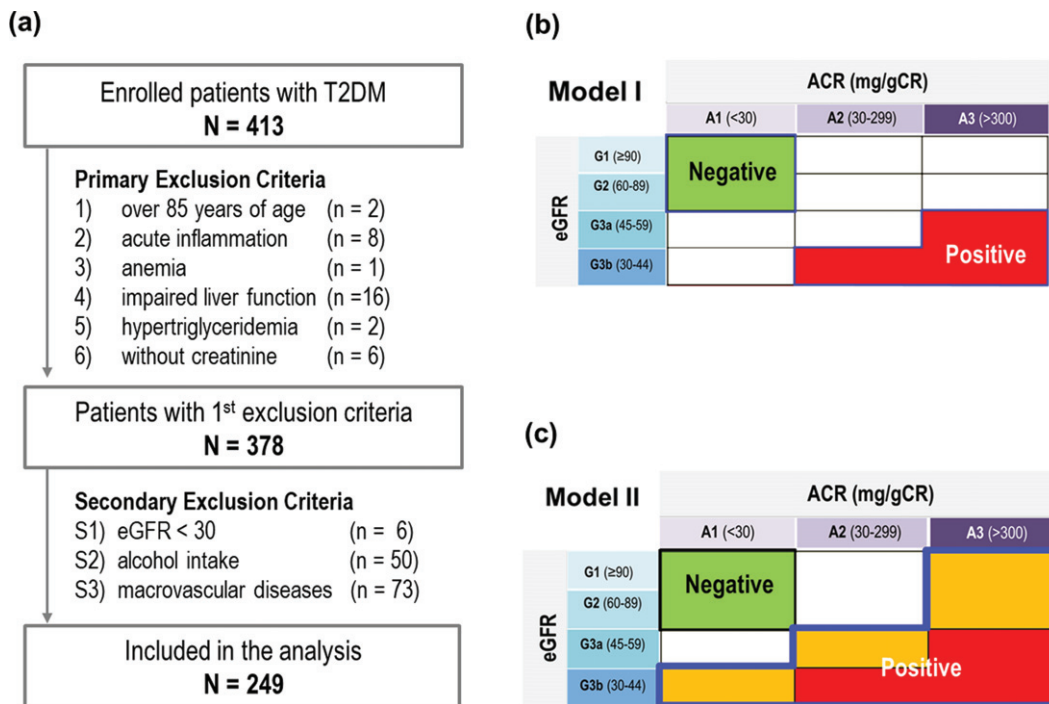 (a)
Enrolled patients with T2DM
N = 413
Primary Exclusion Criteria
1) over 85 years of age (n = 2)
2) acute inflammation (n = 8)
3) anemia (n = 1)
4) impaired liver function (n =16)
5) hypertriglyceridemia (n = 2)
6) without creatinine (n = 6)
Patients with 1st exclusion criteria
N = 378
Secondary Exclusion Criteria
S1) eGFR < 30 (n = 6)
S2) alcohol intake (n = 50)
S3) macrovascular diseases (n = 73)
Included in the analysis
N = 249
(b)
Model I
ACR (mg/gCR)
A1 (<30) A2 (30-299) A3 (>300)
eGFR
G1 (≥90)
G2 (60-89)
G3a (45-59)
G3b (30-44)
Negative
Positive
(c)
Model II
ACR (mg/gCR)
A1 (<30) A2 (30-299) A3 (>300)
eGFR
G1 (≥90)
G2 (60-89)
G3a (45-59)
G3b (30-44)
Negative
Positive